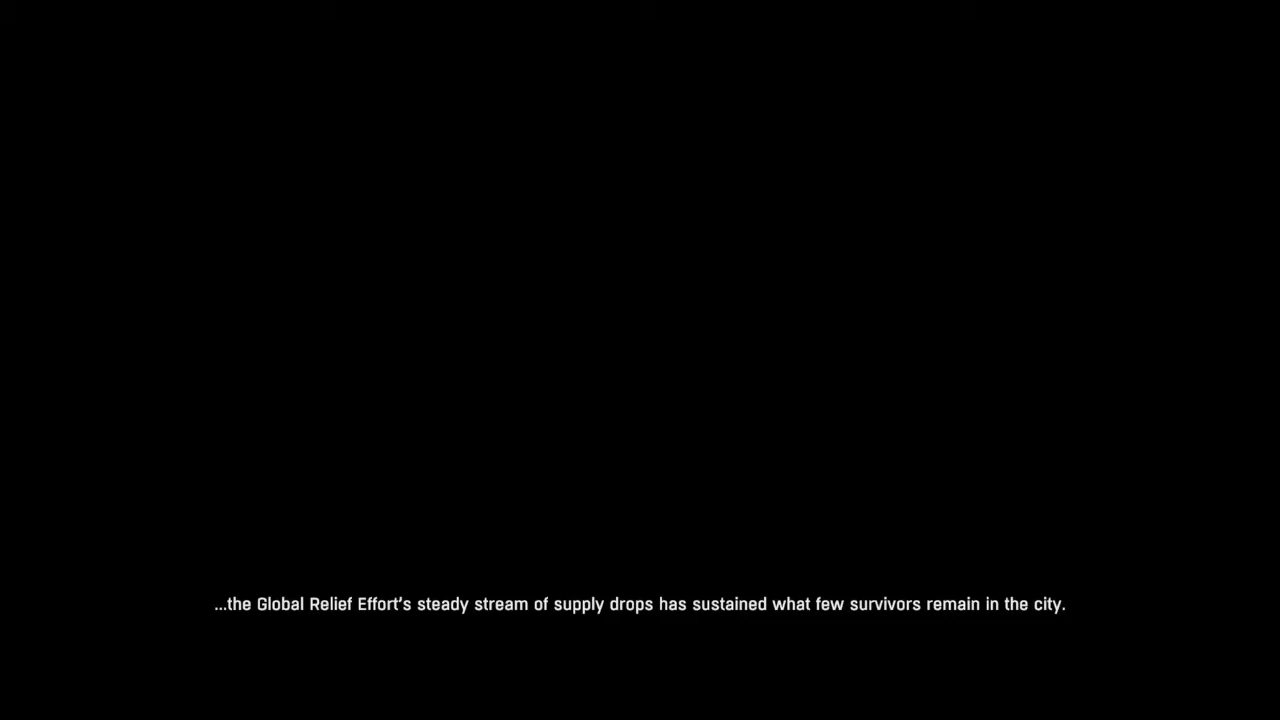 ...the Global Relief Effort's steady stream of supply drops has sustained what few survivors remain in the city.